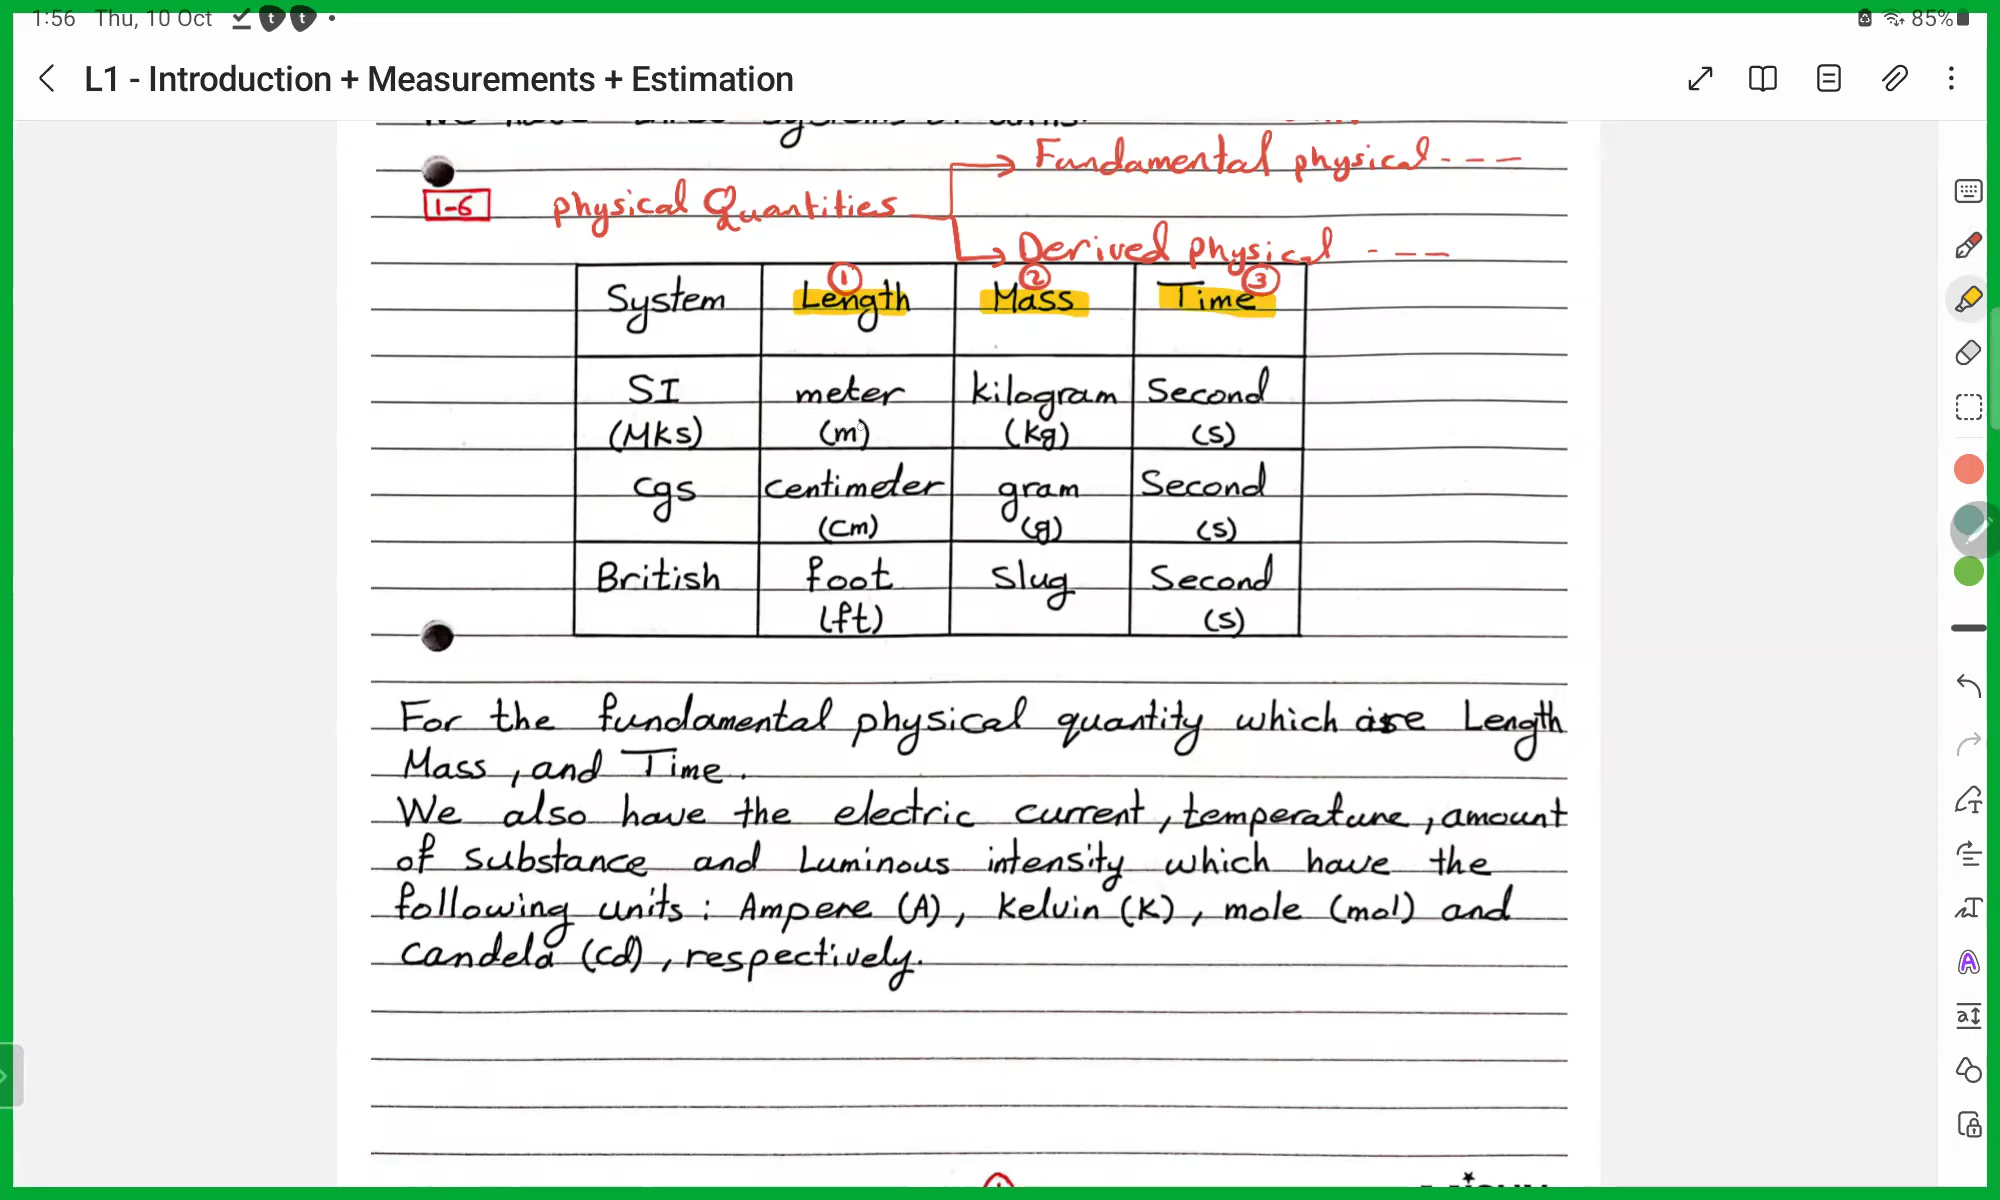 1:56 Thu, 10 Oct
85%
L1 - Introduction + Measurements + Estimation
Fundamental physical ---
1-6 physical Quantities
Derived physical ---
System Length ① Mass ② Time ③
SI (Mks) meter (m) kilogram (kg) Second (s)
cgs centimeter (cm) gram (g) Second (s)
British foot (ft) slug Second (s)
For the fundamental physical quantity which are Length
Mass, and Time.
We also have the electric current, temperature, amount
of substance and Luminous intensity which have the
following units: Ampere (A), Kelvin (K), mole (mol) and
candela (cd), respectively.